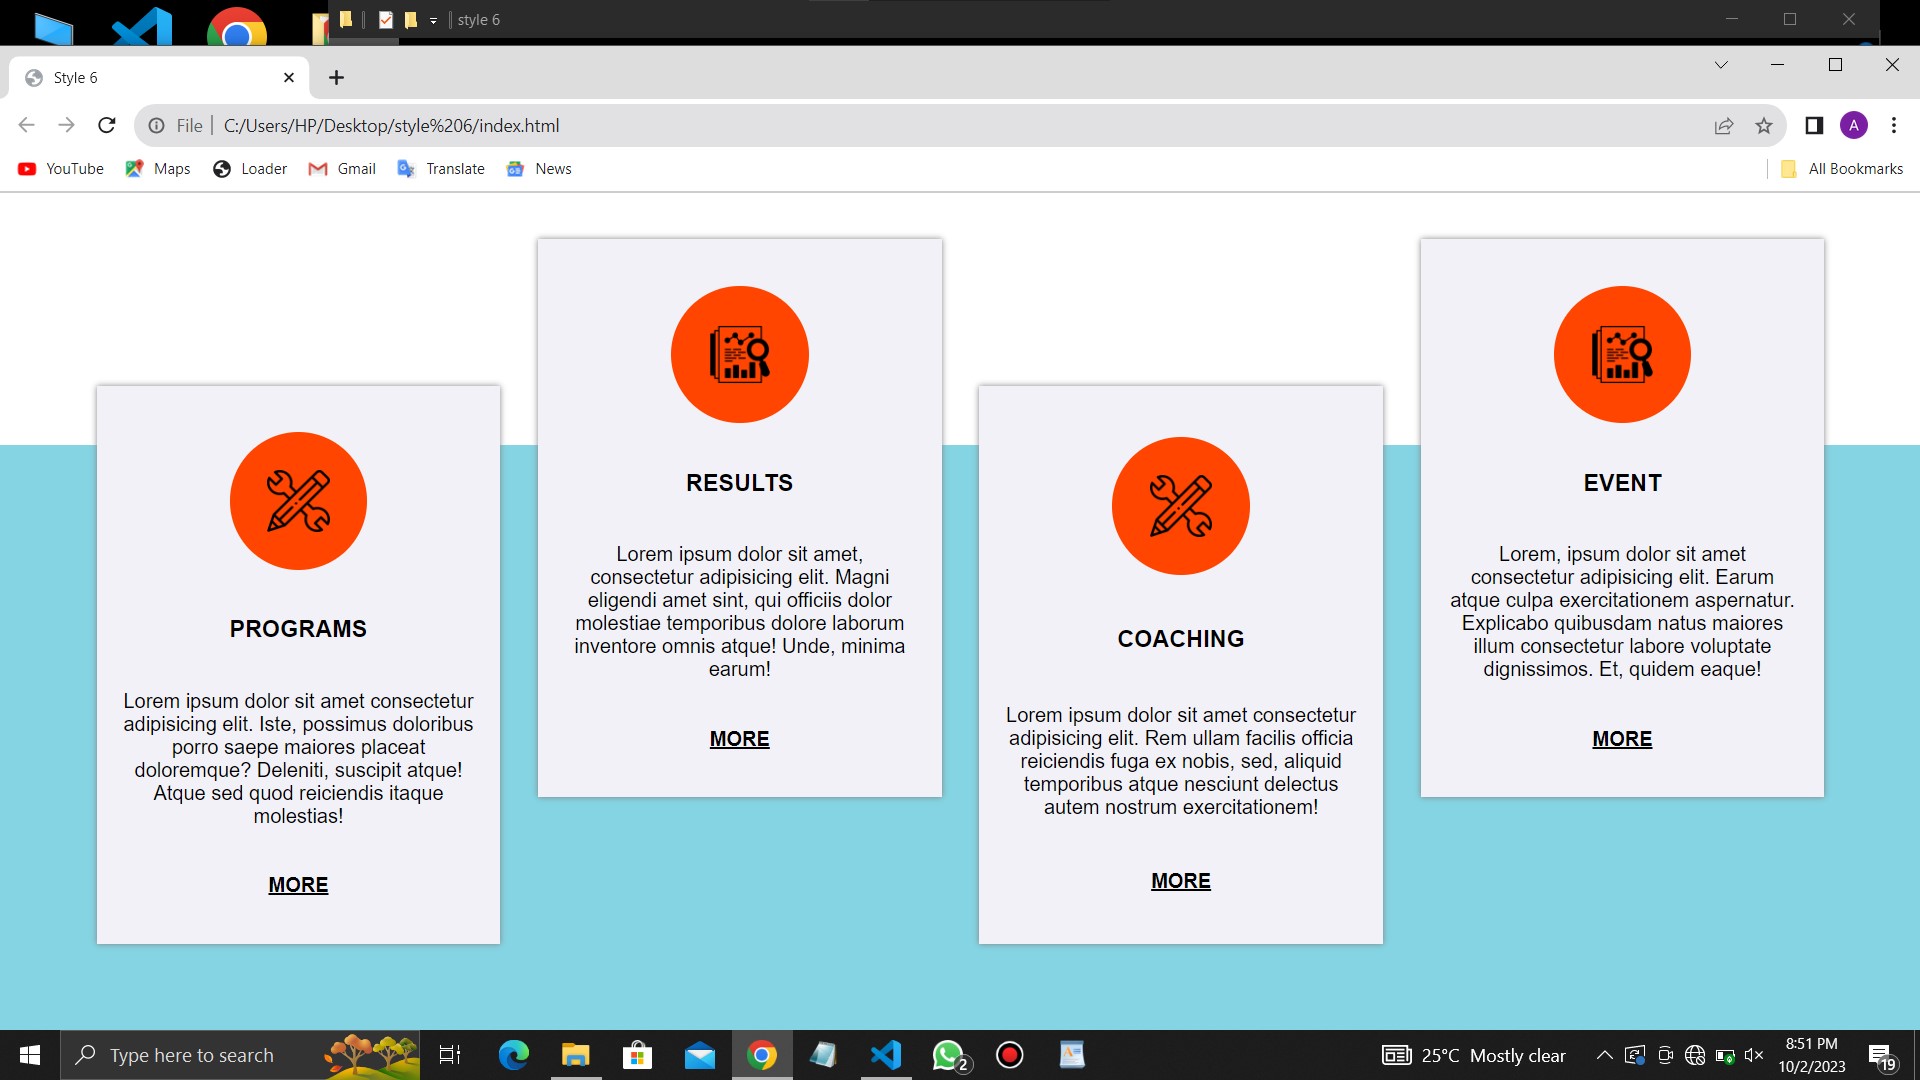 style 6
Style 6
File
C:/Users/HP/Desktop/style%206/index.html
A
YouTube
Maps
Loader
Gmail
Translate
News
All Bookmarks
PROGRAMS
Lorem ipsum dolor sit amet consectetur
adipisicing elit. Iste, possimus doloribus
porro saepe maiores placeat
doloremque? Deleniti, suscipit atque!
Atque sed quod reiciendis itaque
molestias!
MORE
RESULTS
Lorem ipsum dolor sit amet,
consectetur adipisicing elit. Magni
eligendi amet sint, qui officiis dolor
molestiae temporibus dolore laborum
inventore omnis atque! Unde, minima
earum!
MORE
COACHING
Lorem ipsum dolor sit amet consectetur
adipisicing elit. Rem ullam facilis officia
reiciendis fuga ex nobis, sed, aliquid
temporibus atque nesciunt delectus
autem nostrum exercitationem!
MORE
EVENT
Lorem, ipsum dolor sit amet
consectetur adipisicing elit. Earum
atque culpa exercitationem aspernatur.
Explicabo quibusdam natus maiores
illum consectetur labore voluptate
dignissimos. Et, quidem eaque!
MORE
Type here to search
2
25°C Mostly clear
8:51 PM
10/2/2023
19